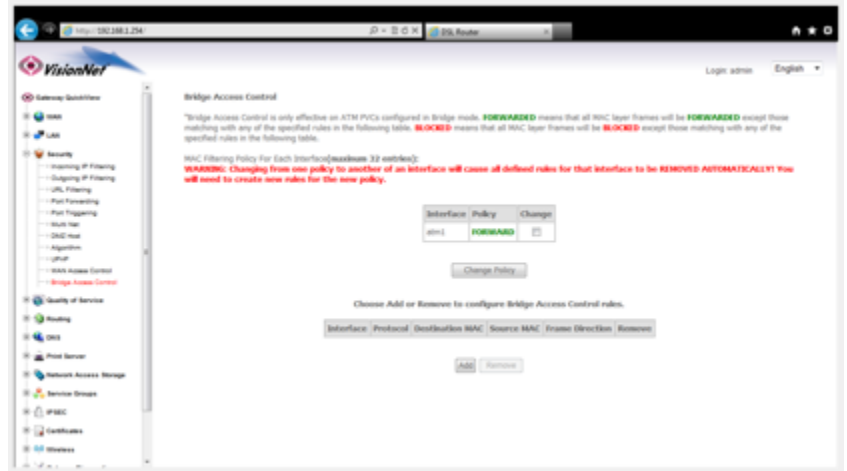 http://192.168.1.254/
DSL Router
VisionNet
Login: admin
English
Gateway QuickView
WAN
LAN
Security
Incoming IP Filtering
Outgoing IP Filtering
URL Filtering
Port Forwarding
Port Triggering
Multi Nat
DMZ Host
Algorithm
UPnP
WAN Access Control
Bridge Access Control
Quality of Service
Routing
DNS
Print Server
Network Access Storage
Service Groups
IPSEC
Certificates
Wireless
Bridge Access Control
"Bridge Access Control is only effective on ATM PVCs configured in Bridge mode. FORWARDED means that all MAC layer frames will be FORWARDED except those
matching with any of the specified rules in the following table. BLOCKED means that all MAC layer frames will be BLOCKED except those matching with any of the
specified rules in the following table.
MAC Filtering Policy For Each Interface(maximum 32 entries):
WARNING: Changing from one policy to another of an interface will cause all defined rules for that interface to be REMOVED AUTOMATICALLY! You
will need to create new rules for the new policy.
Interface Policy Change
atm1 FORWARD
Change Policy
Choose Add or Remove to configure Bridge Access Control rules.
Interface Protocol Destination MAC Source MAC Frame Direction Remove
Add Remove